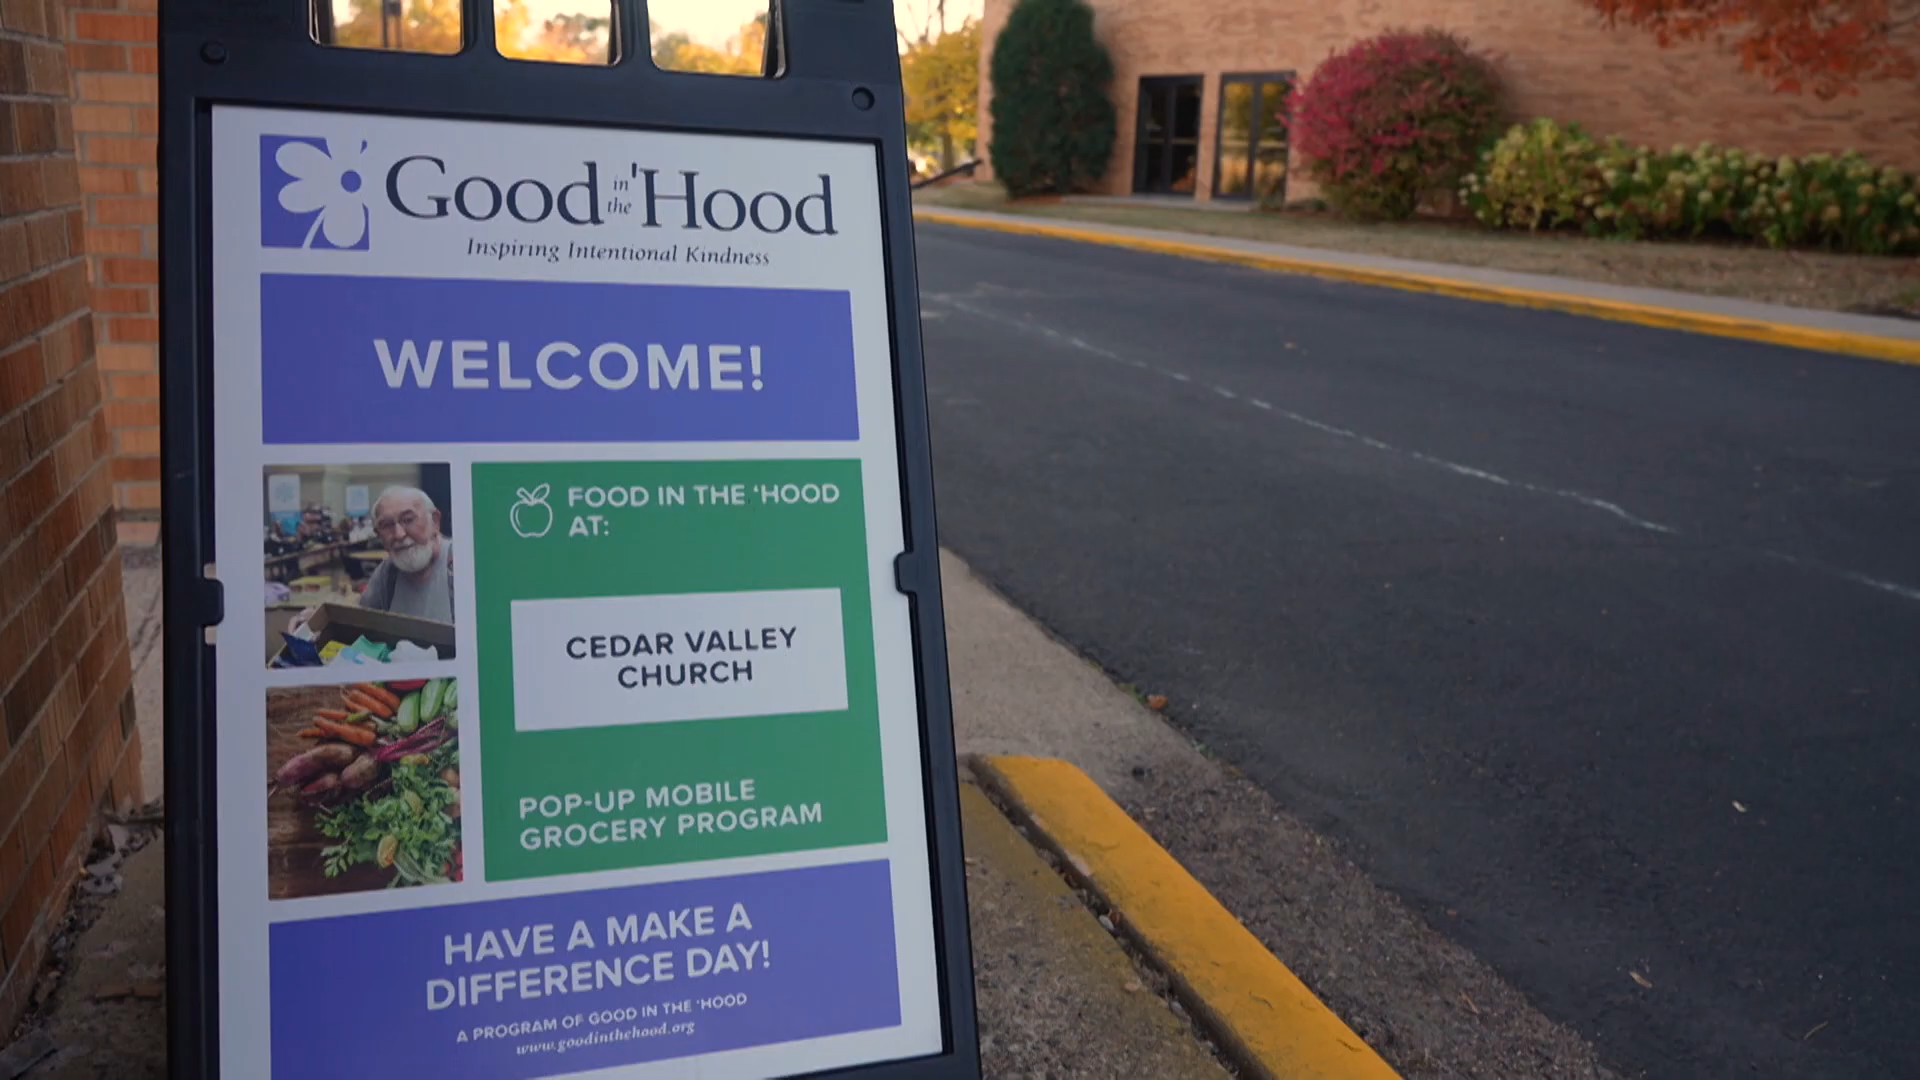 Good in the 'Hood
Inspiring Intentional Kindness
WELCOME!
FOOD IN THE ‘HOOD
AT:
CEDAR VALLEY
CHURCH
POP-UP MOBILE
GROCERY PROGRAM
HAVE A MAKE A
DIFFERENCE DAY!
A PROGRAM OF GOOD IN THE ‘HOOD
www.goodinthehood.org